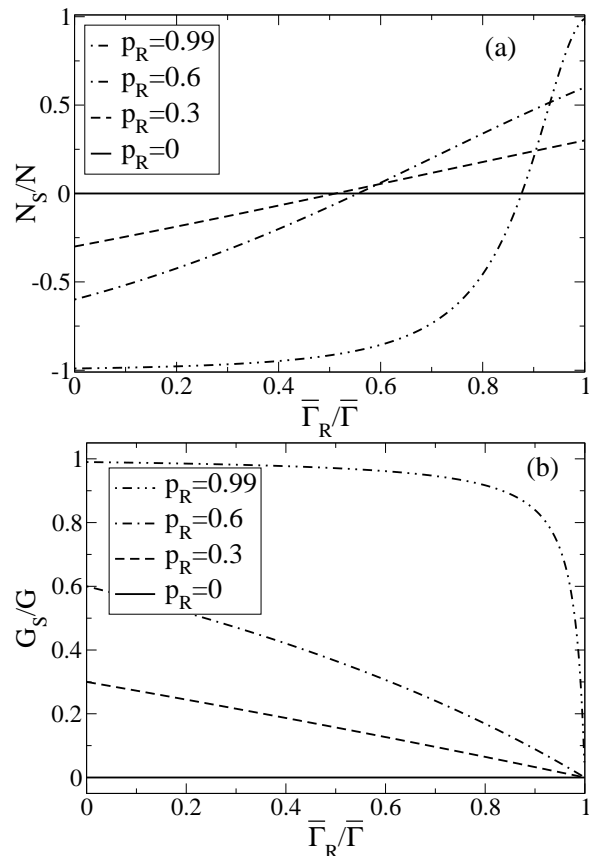 1
0.5
0
-0.5
-1
N_S/N
p_R=0.99
p_R=0.6
p_R=0.3
p_R=0
(a)
0 0.2 0.4 0.6 0.8 1
Γ̅_R/Γ̅
1
0.8
0.6
0.4
0.2
0
G_S/G
p_R=0.99
p_R=0.6
p_R=0.3
p_R=0
(b)
0 0.2 0.4 0.6 0.8 1
Γ̅_R/Γ̅